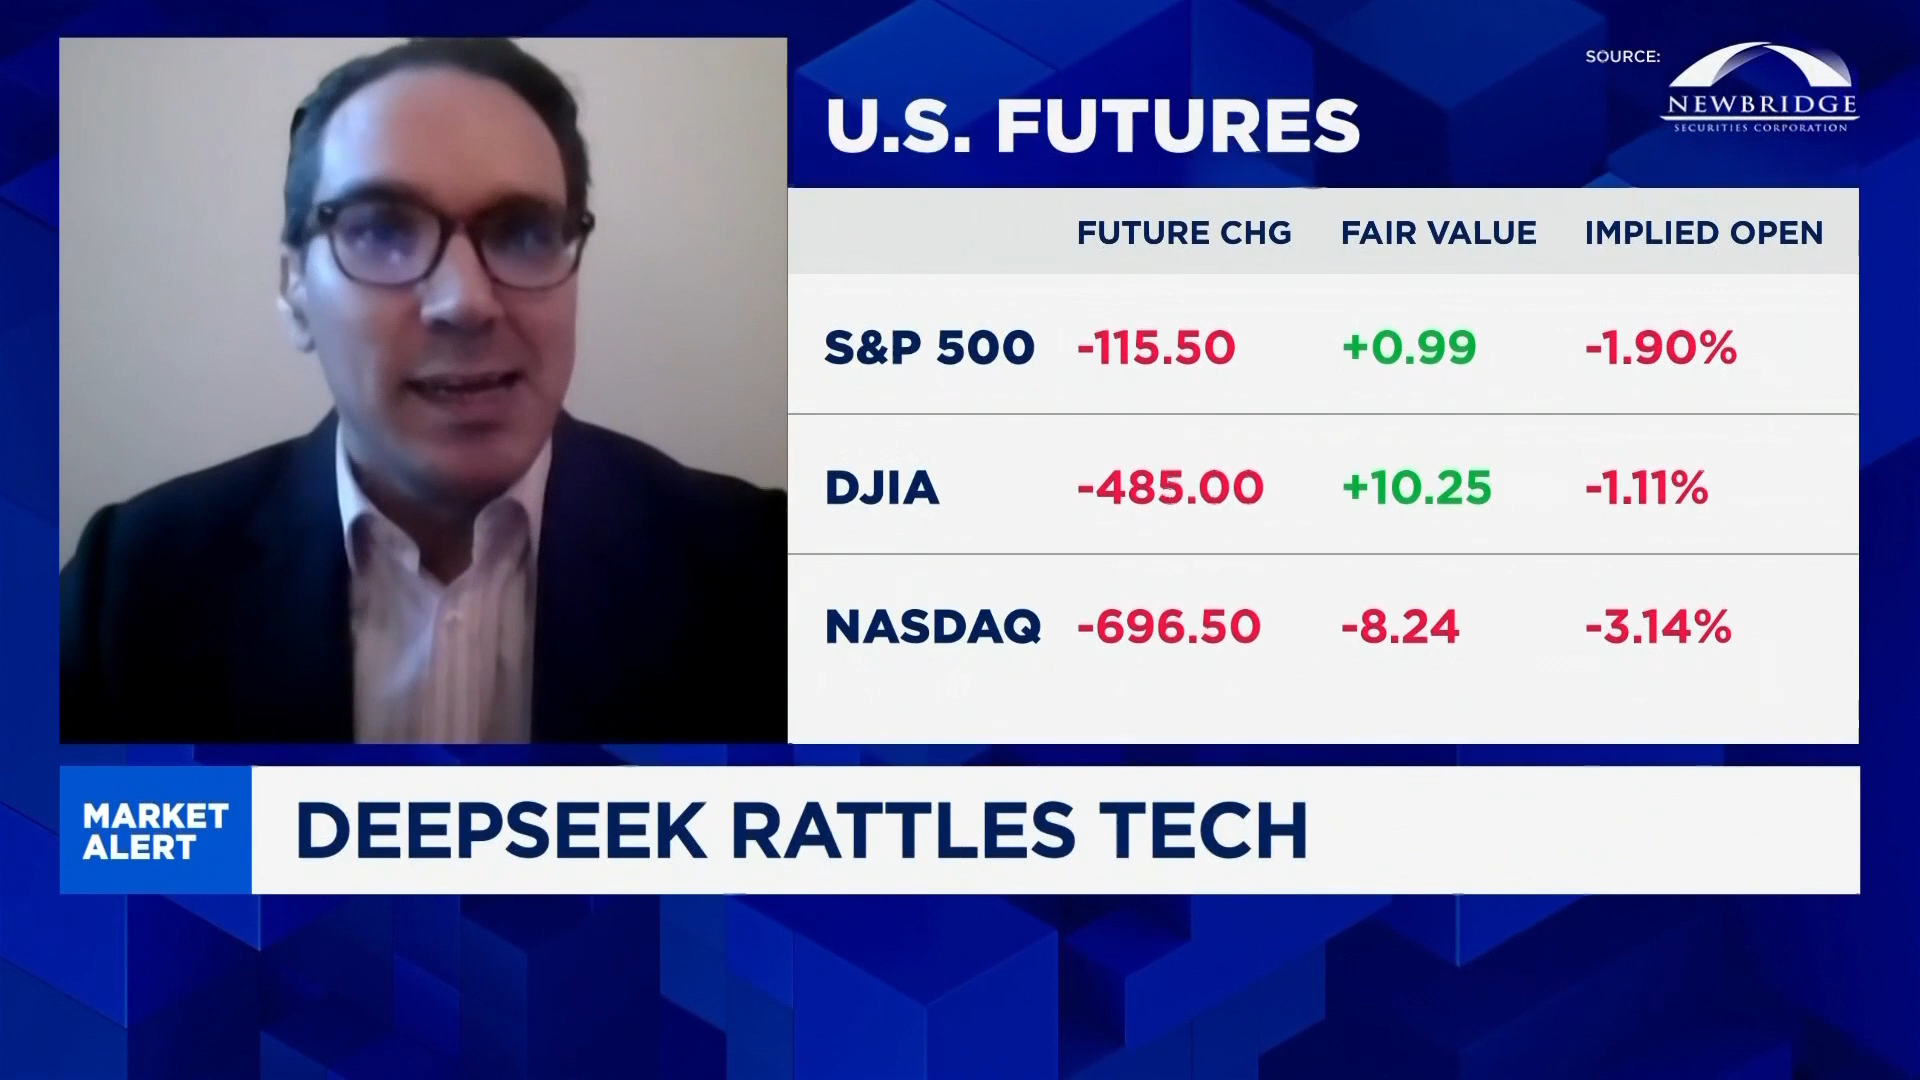 SOURCE:
NEWBRIDGE
SECURITIES CORPORATION
U.S. FUTURES
FUTURE CHG FAIR VALUE IMPLIED OPEN
S&P 500 -115.50 +0.99 -1.90%
DJIA -485.00 +10.25 -1.11%
NASDAQ -696.50 -8.24 -3.14%
MARKET
ALERT
DEEPSEEK RATTLES TECH